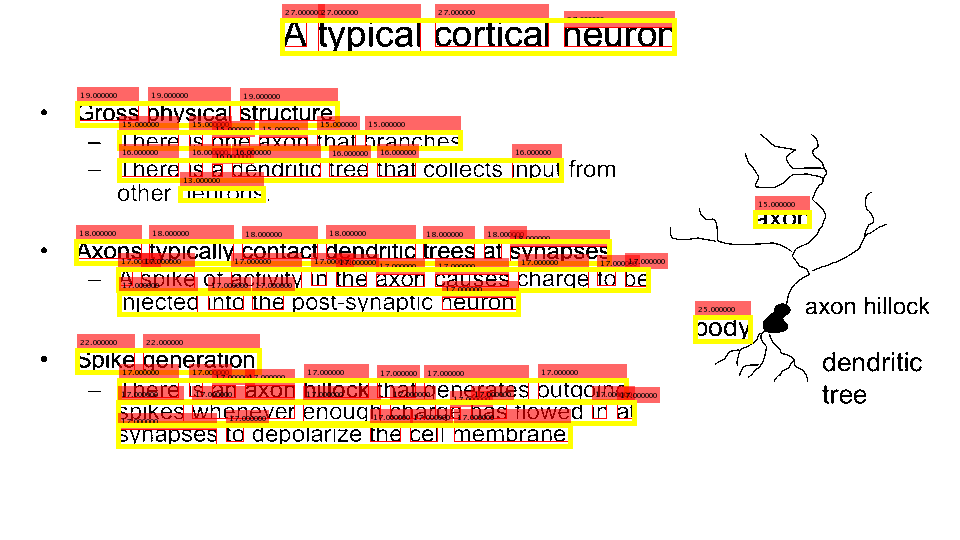 A typical cortical neuron
• Gross physical structure
– There is one axon that branches
– There is a dendritic tree that collects input from
other neurons.
• Axons typically contact dendritic trees at synapses
– A spike of activity in the axon causes charge to be
injected into the post-synaptic neuron
• Spike generation
– There is an axon hillock that generates outgoing
spikes whenever enough charge has flowed in at
synapses to depolarize the cell membrane
axon
body
axon hillock
dendritic
tree